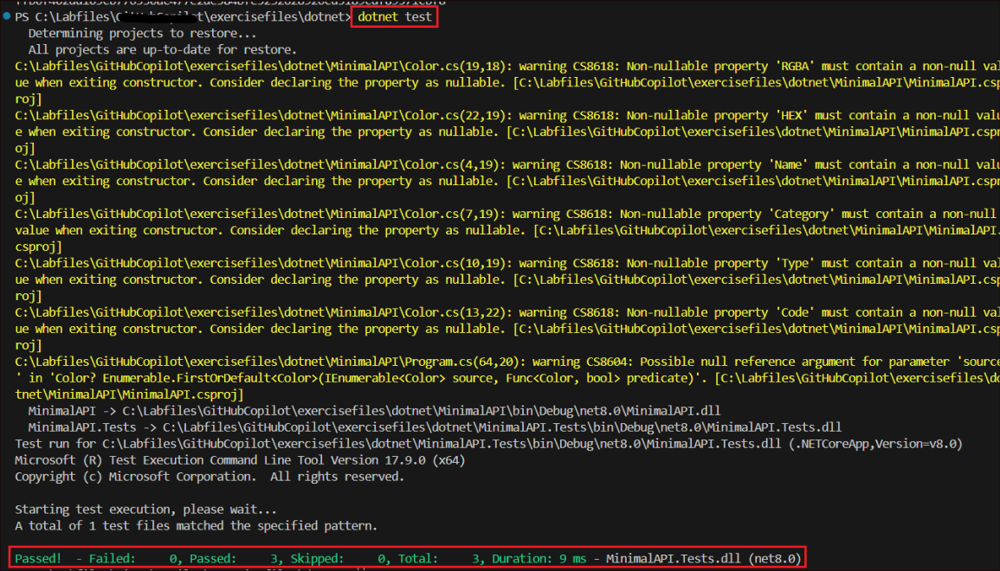 PS C:\Labfiles\ \exercisefiles\dotnet> dotnet test
  Determining projects to restore...
  All projects are up-to-date for restore.
C:\Labfiles\GitHubCopilot\exercisefiles\dotnet\MinimalAPI\Color.cs(19,18): warning CS8618: Non-nullable property 'RGBA' must contain a non-null val
ue when exiting constructor. Consider declaring the property as nullable. [C:\Labfiles\GitHubCopilot\exercisefiles\dotnet\MinimalAPI\MinimalAPI.csp
roj]
C:\Labfiles\GitHubCopilot\exercisefiles\dotnet\MinimalAPI\Color.cs(22,19): warning CS8618: Non-nullable property 'HEX' must contain a non-null valu
e when exiting constructor. Consider declaring the property as nullable. [C:\Labfiles\GitHubCopilot\exercisefiles\dotnet\MinimalAPI\MinimalAPI.cspr
oj]
C:\Labfiles\GitHubCopilot\exercisefiles\dotnet\MinimalAPI\Color.cs(4,19): warning CS8618: Non-nullable property 'Name' must contain a non-null valu
e when exiting constructor. Consider declaring the property as nullable. [C:\Labfiles\GitHubCopilot\exercisefiles\dotnet\MinimalAPI\MinimalAPI.cspr
oj]
C:\Labfiles\GitHubCopilot\exercisefiles\dotnet\MinimalAPI\Color.cs(7,19): warning CS8618: Non-nullable property 'Category' must contain a non-null
value when exiting constructor. Consider declaring the property as nullable. [C:\Labfiles\GitHubCopilot\exercisefiles\dotnet\MinimalAPI\MinimalAPI.
csproj]
C:\Labfiles\GitHubCopilot\exercisefiles\dotnet\MinimalAPI\Color.cs(10,19): warning CS8618: Non-nullable property 'Type' must contain a non-null val
ue when exiting constructor. Consider declaring the property as nullable. [C:\Labfiles\GitHubCopilot\exercisefiles\dotnet\MinimalAPI\MinimalAPI.csp
roj]
C:\Labfiles\GitHubCopilot\exercisefiles\dotnet\MinimalAPI\Color.cs(13,22): warning CS8618: Non-nullable property 'Code' must contain a non-null val
ue when exiting constructor. Consider declaring the property as nullable. [C:\Labfiles\GitHubCopilot\exercisefiles\dotnet\MinimalAPI\MinimalAPI.csp
roj]
C:\Labfiles\GitHubCopilot\exercisefiles\dotnet\MinimalAPI\Program.cs(64,20): warning CS8604: Possible null reference argument for parameter 'source
' in 'Color? Enumerable.FirstOrDefault<Color>(IEnumerable<Color> source, Func<Color, bool> predicate)'. [C:\Labfiles\GitHubCopilot\exercisefiles\do
tnet\MinimalAPI\MinimalAPI.csproj]
  MinimalAPI -> C:\Labfiles\GitHubCopilot\exercisefiles\dotnet\MinimalAPI\bin\Debug\net8.0\MinimalAPI.dll
  MinimalAPI.Tests -> C:\Labfiles\GitHubCopilot\exercisefiles\dotnet\MinimalAPI.Tests\bin\Debug\net8.0\MinimalAPI.Tests.dll
Test run for C:\Labfiles\GitHubCopilot\exercisefiles\dotnet\MinimalAPI.Tests\bin\Debug\net8.0\MinimalAPI.Tests.dll (.NETCoreApp,Version=v8.0)
Microsoft (R) Test Execution Command Line Tool Version 17.9.0 (x64)
Copyright (c) Microsoft Corporation.  All rights reserved.

Starting test execution, please wait...
A total of 1 test files matched the specified pattern.

Passed!  - Failed:     0, Passed:     3, Skipped:     0, Total:     3, Duration: 9 ms - MinimalAPI.Tests.dll (net8.0)